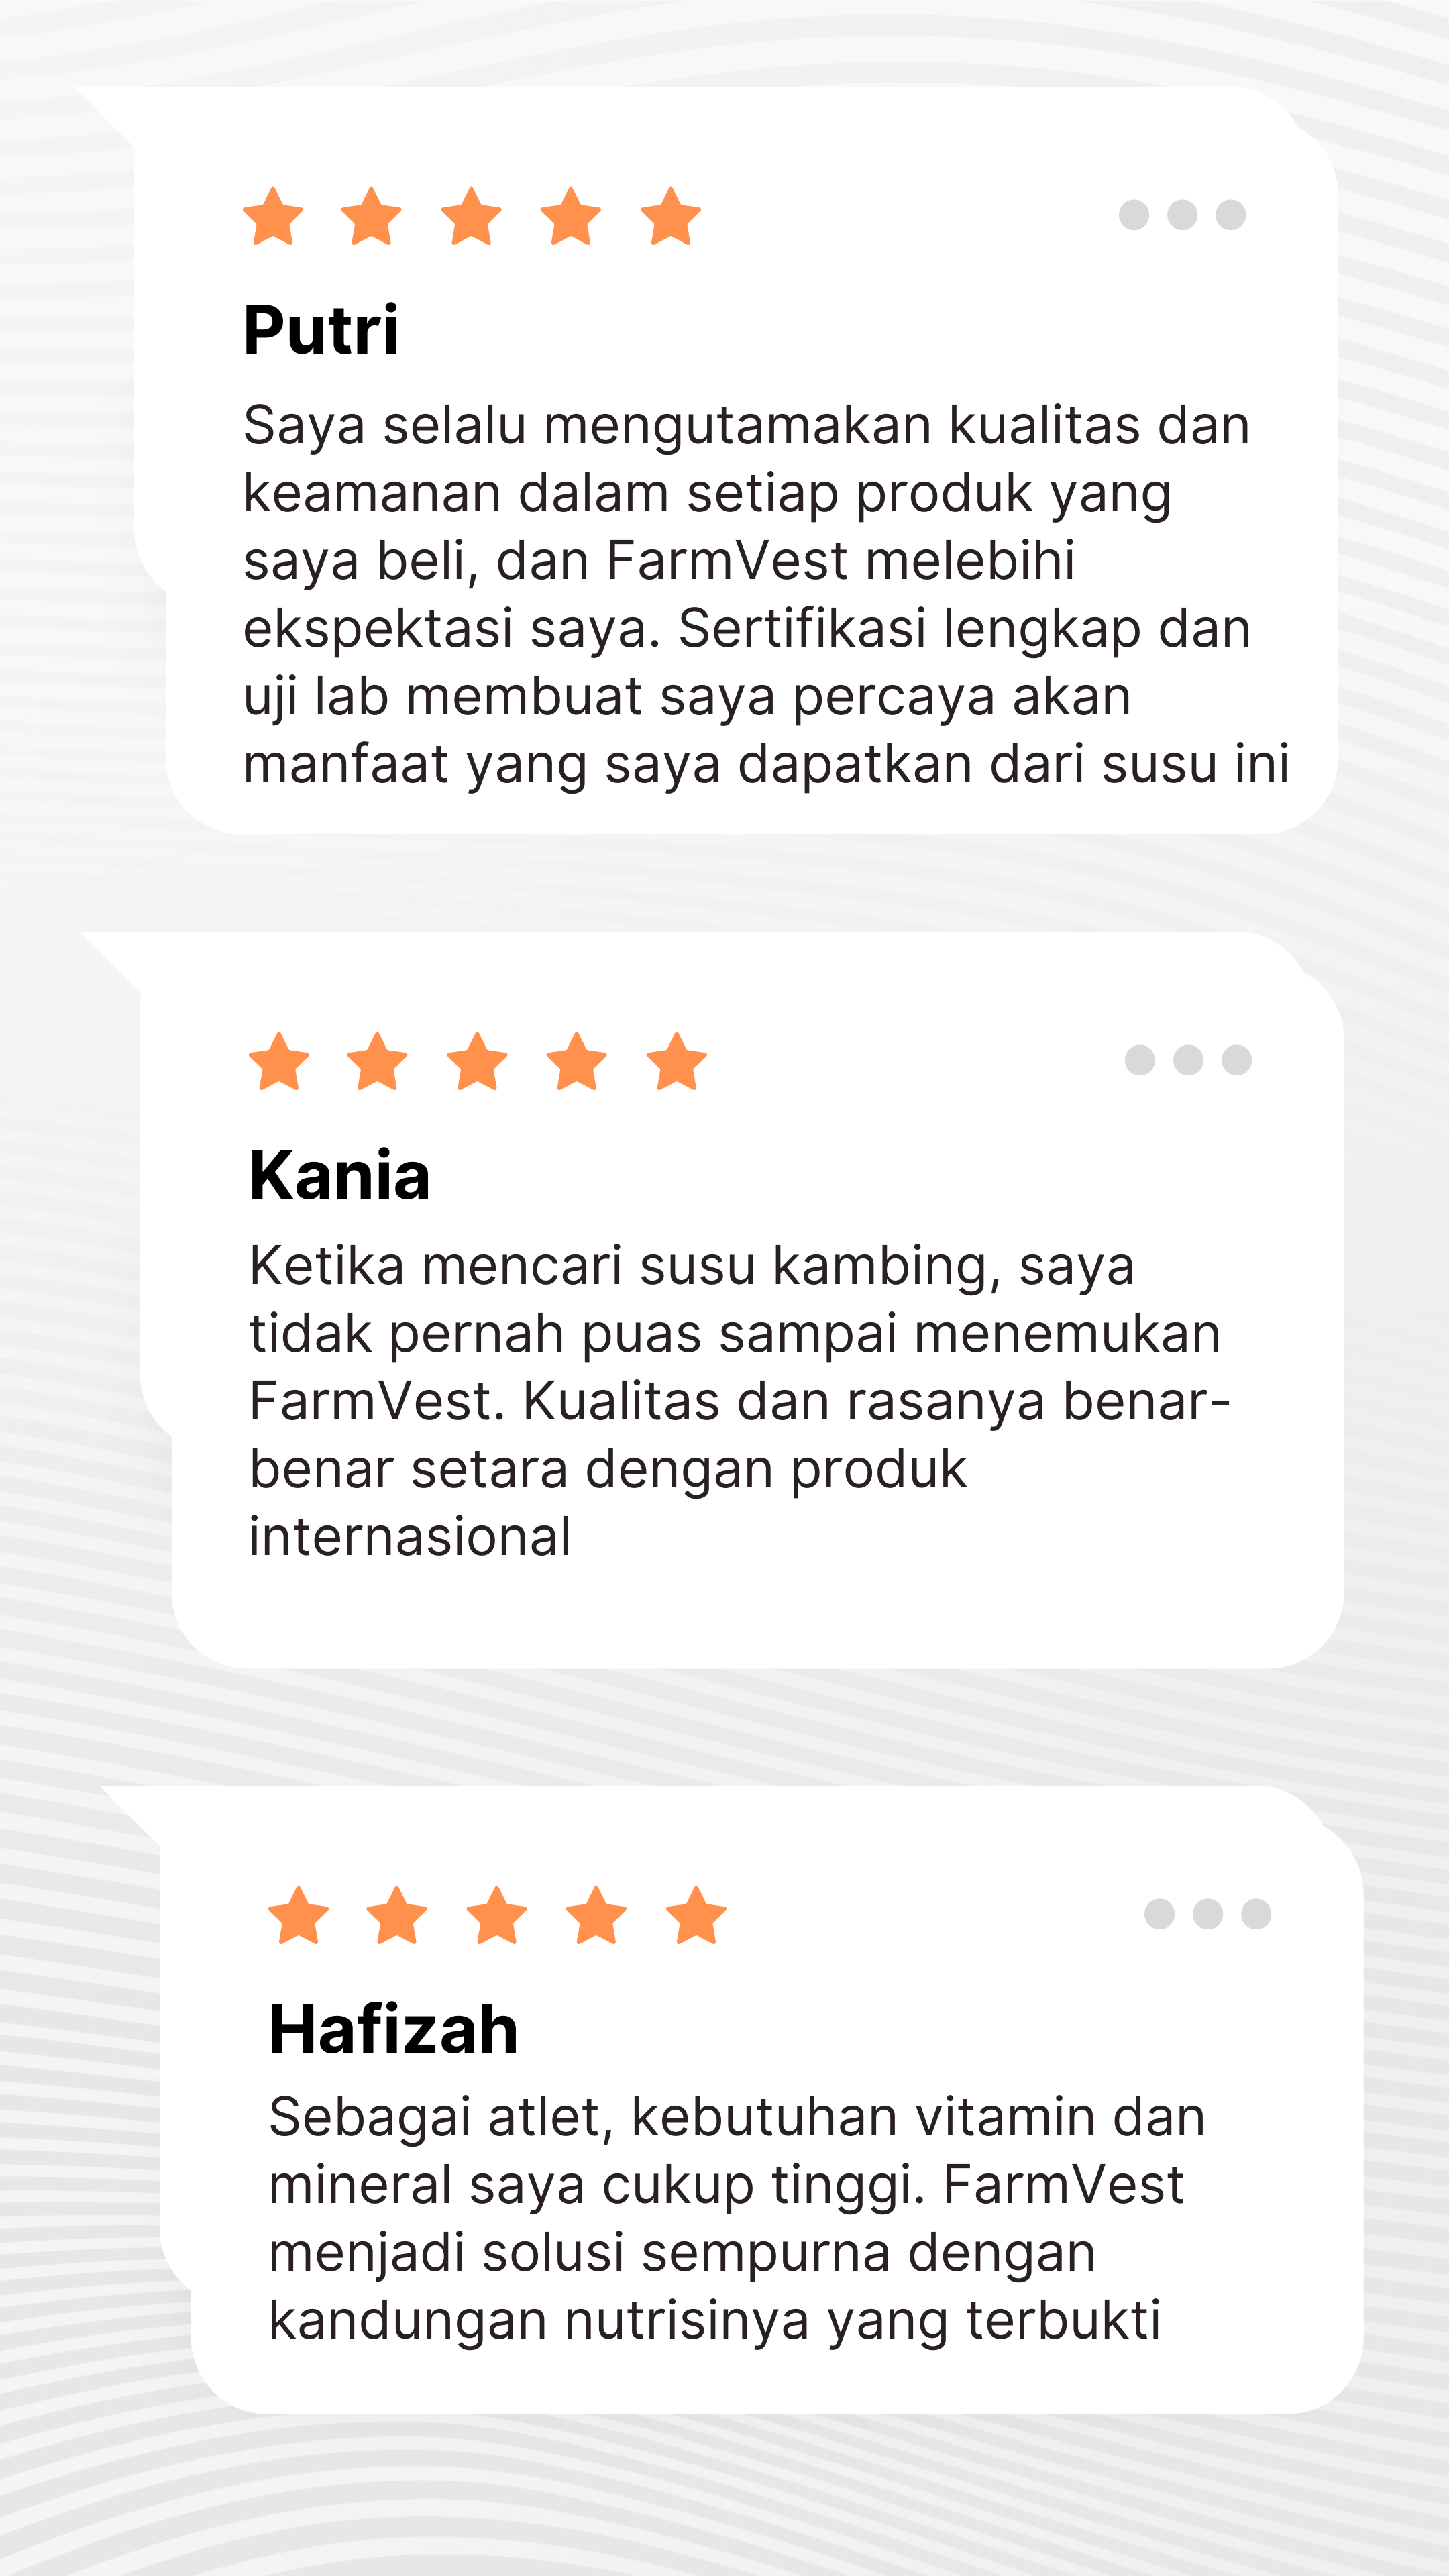 Putri
Saya selalu mengutamakan kualitas dan
keamanan dalam setiap produk yang
saya beli, dan FarmVest melebihi
ekspektasi saya. Sertifikasi lengkap dan
uji lab membuat saya percaya akan
manfaat yang saya dapatkan dari susu ini
Kania
Ketika mencari susu kambing, saya
tidak pernah puas sampai menemukan
FarmVest. Kualitas dan rasanya benar-
benar setara dengan produk
internasional
Hafizah
Sebagai atlet, kebutuhan vitamin dan
mineral saya cukup tinggi. FarmVest
menjadi solusi sempurna dengan
kandungan nutrisinya yang terbukti